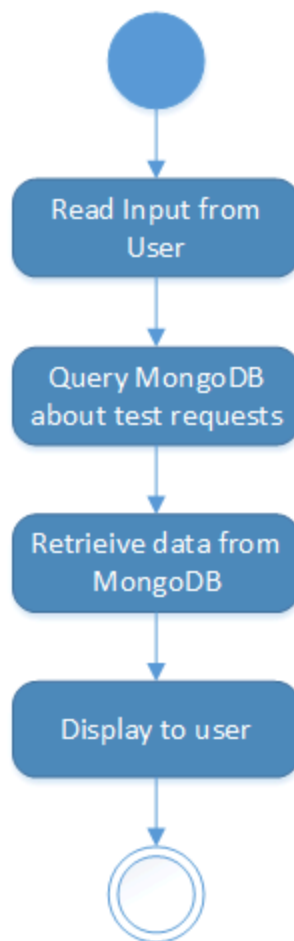 Read Input from
User
Query MongoDB
about test requests
Retrieive data from
MongoDB
Display to user